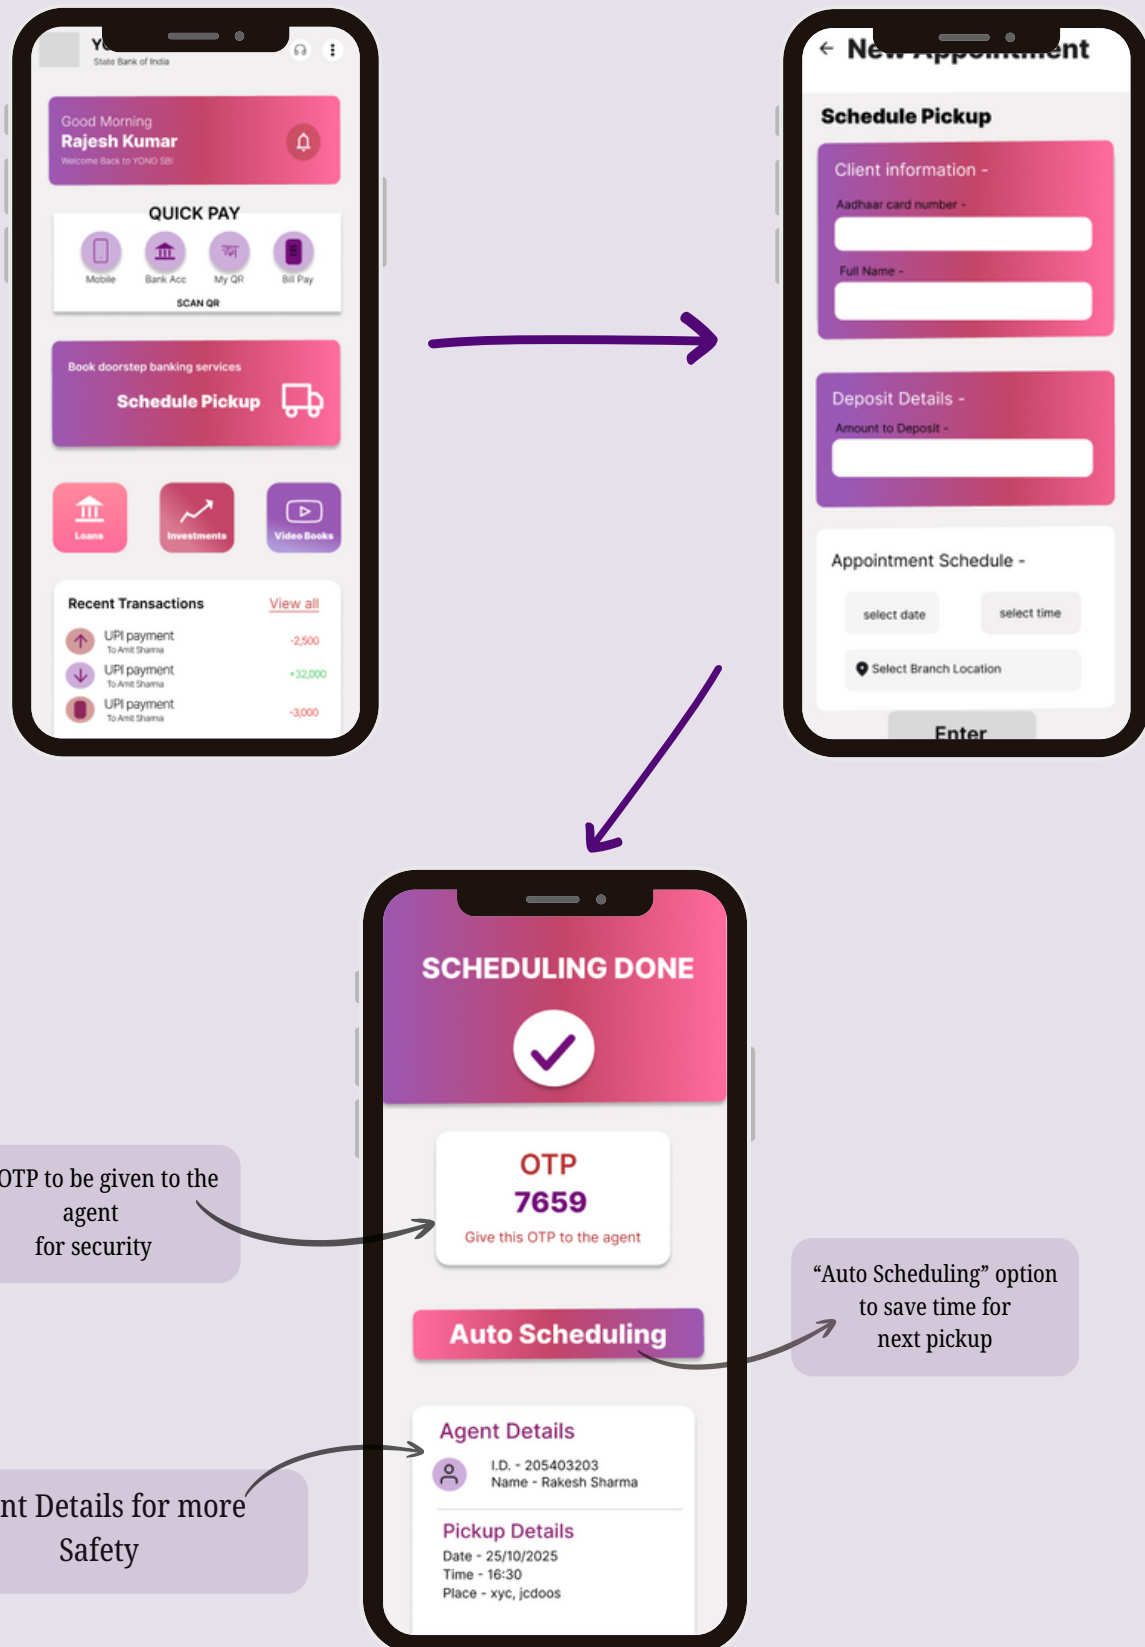 State Bank of India
Good Morning
Rajesh Kumar
Welcome Back to YONO SBI
QUICK PAY
Mobile
Bank Acc
My QR
Bill Pay
SCAN QR
Book doorstep banking services
Schedule Pickup
Loans
Investments
Video Books
Recent Transactions
View all
UPI payment
To Amit Sharma
-2,500
UPI payment
To Amit Sharma
+32,000
UPI payment
To Amit Sharma
-3,000
New Appointment
Schedule Pickup
Client information -
Aadhaar card number -
Full Name -
Deposit Details -
Amount to Deposit -
Appointment Schedule -
select date
select time
Select Branch Location
Enter
SCHEDULING DONE
OTP
7659
Give this OTP to the agent
Auto Scheduling
Agent Details
I.D. - 205403203
Name - Rakesh Sharma
Pickup Details
Date - 25/10/2025
Time - 16:30
Place - xyc, jcdoos
OTP to be given to the
agent
for security
“Auto Scheduling” option
to save time for
next pickup
nt Details for more
Safety